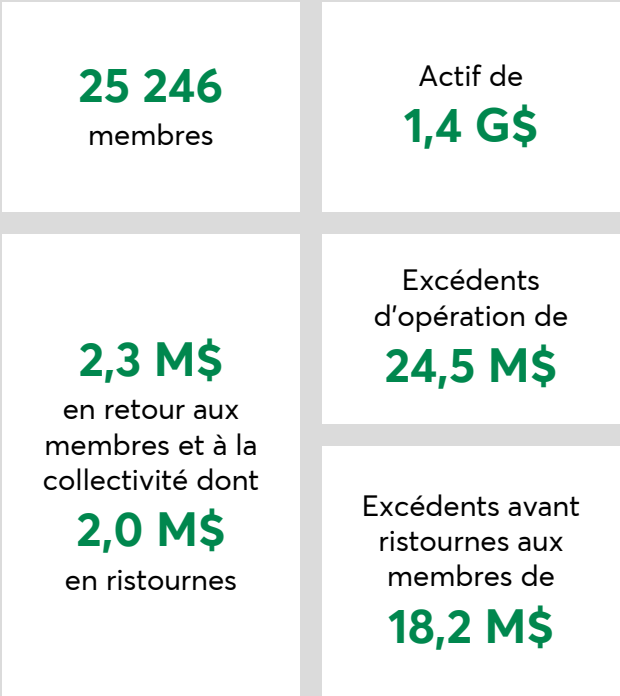 25 246
membres
Actif de
1,4 G$
2,3 M$
en retour aux
membres et à la
collectivité dont
2,0 M$
en ristournes
Excédents
d'opération de
24,5 M$
Excédents avant
ristournes aux
membres de
18,2 M$